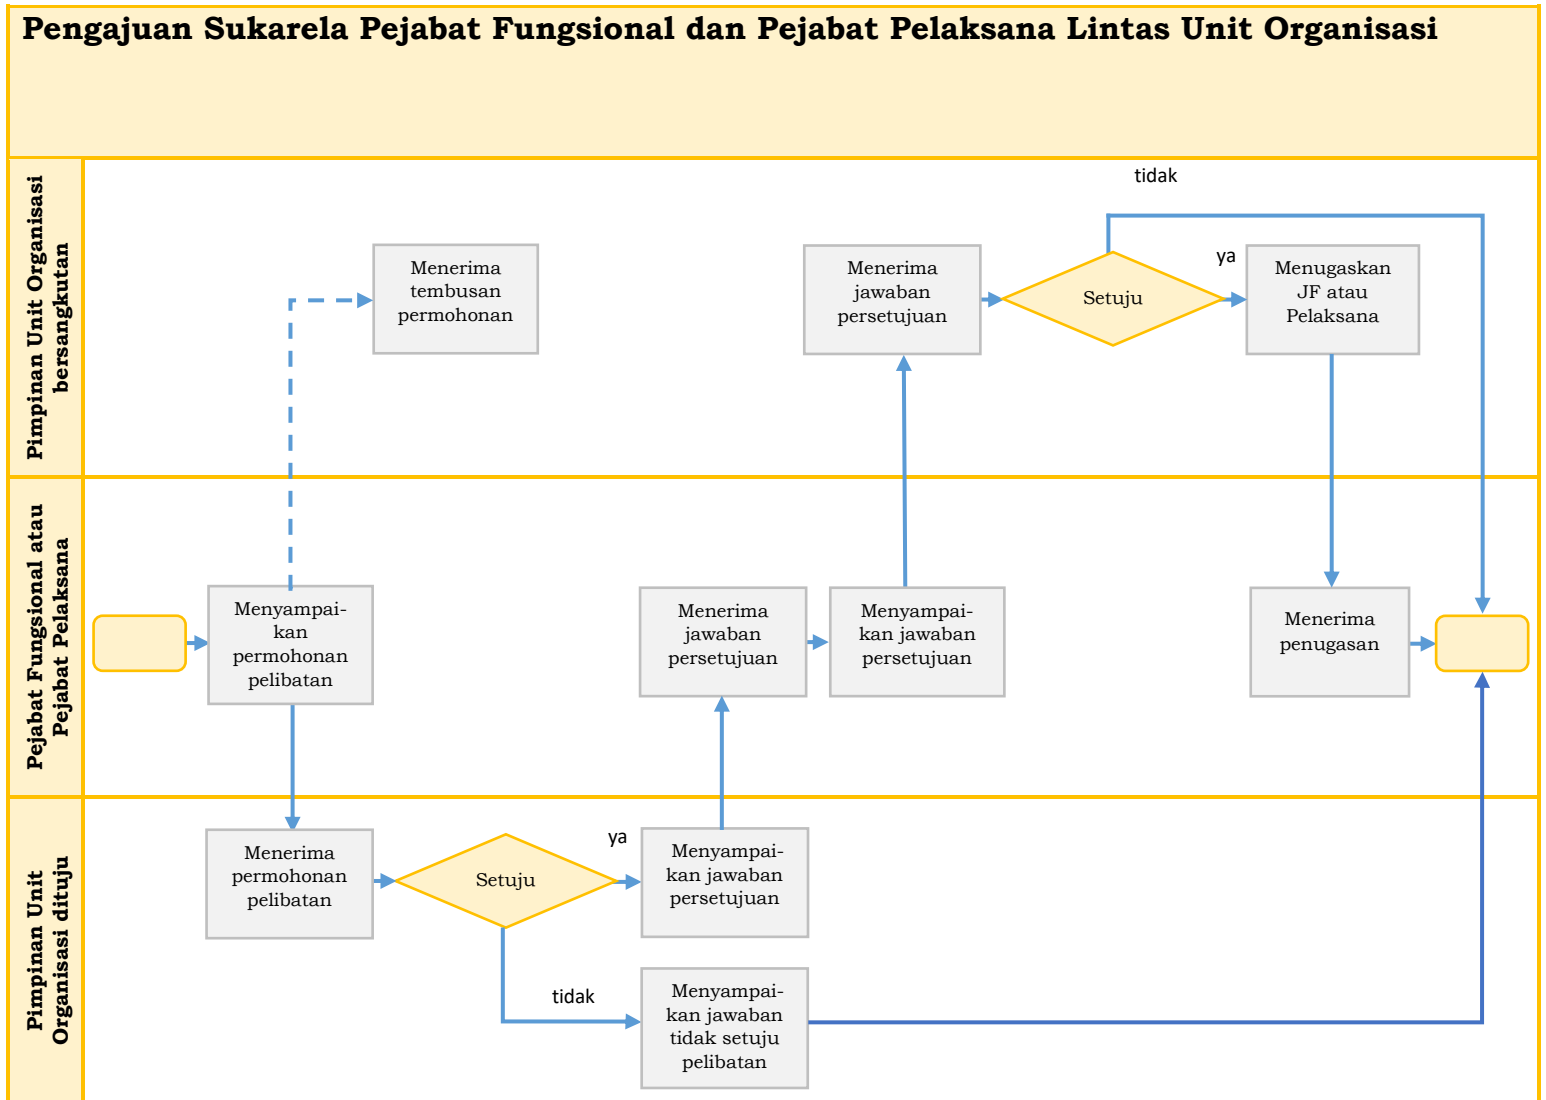 Pengajuan Sukarela Pejabat Fungsional dan Pejabat Pelaksana Lintas Unit Organisasi
Pimpinan Unit Organisasi
bersangkutan
Menerima
tembusan
permohonan
Menerima
jawaban
persetujuan
Setuju
tidak
ya
Menugaskan
JF atau
Pelaksana
Pejabat Fungsional atau
Pejabat Pelaksana
Menyampai-
kan
permohonan
pelibatan
Menerima
jawaban
persetujuan
Menyampai-
kan jawaban
persetujuan
Menerima
penugasan
Pimpinan Unit
Organisasi dituju
Menerima
permohonan
pelibatan
Setuju
ya
Menyampai-
kan jawaban
persetujuan
tidak
Menyampai-
kan jawaban
tidak setuju
pelibatan